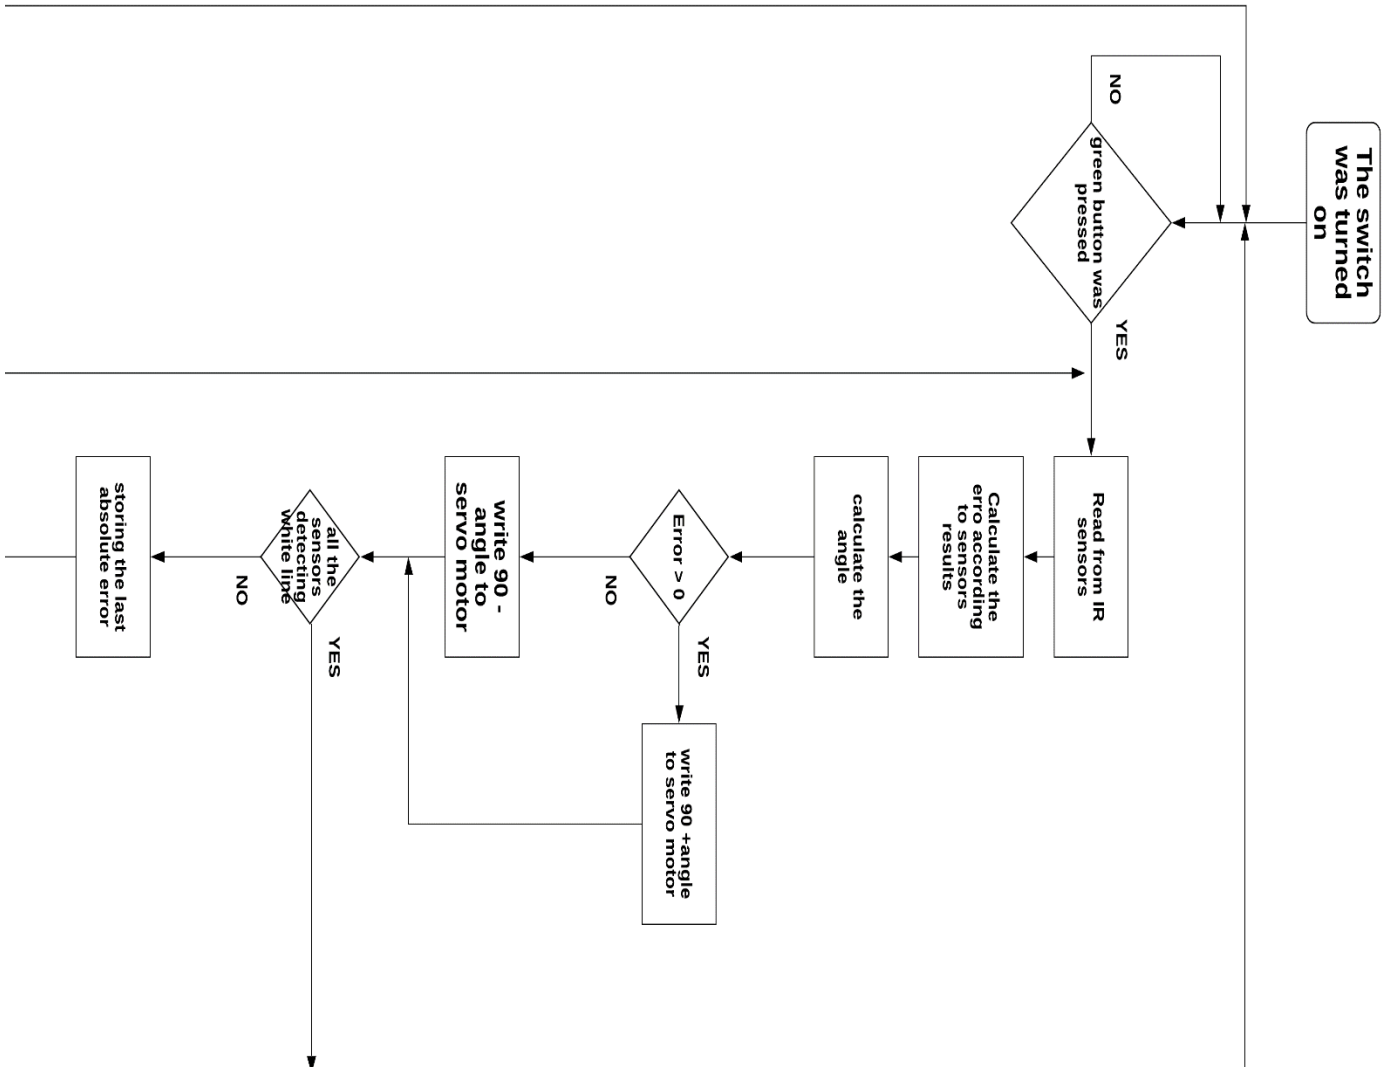 The switch
was turned
on
NO
green button was
pressed
YES
Read from IR
sensors
Calculate the
erro according
to sensors
results
calculate the
angle
Error > 0
YES
NO
write 90 +angle
to servo motor
write 90 -
angle to
servo motor
all the
sensors
detecting
white line
YES
NO
storing the last
absolute error